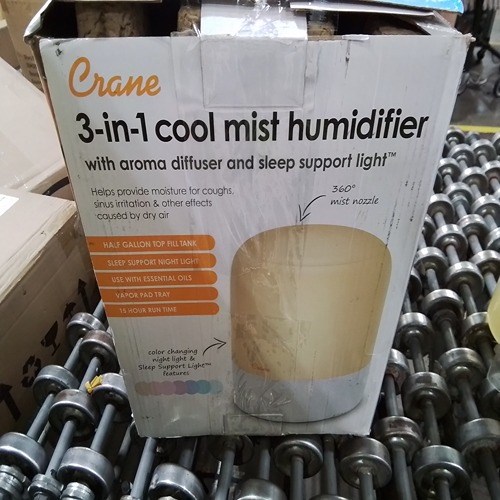 Crane
3-in-1 cool mist humidifier
with aroma diffuser and sleep support light™
Helps provide moisture for coughs,
sinus irritation & other effects
caused by dry air
360°
mist nozzle
HALF GALLON TOP FILL TANK
SLEEP SUPPORT NIGHT LIGHT
USE WITH ESSENTIAL OILS
VAPOR PAD TRAY
10 HOUR RUN TIME
color changing
night light &
Sleep Support Light™
features